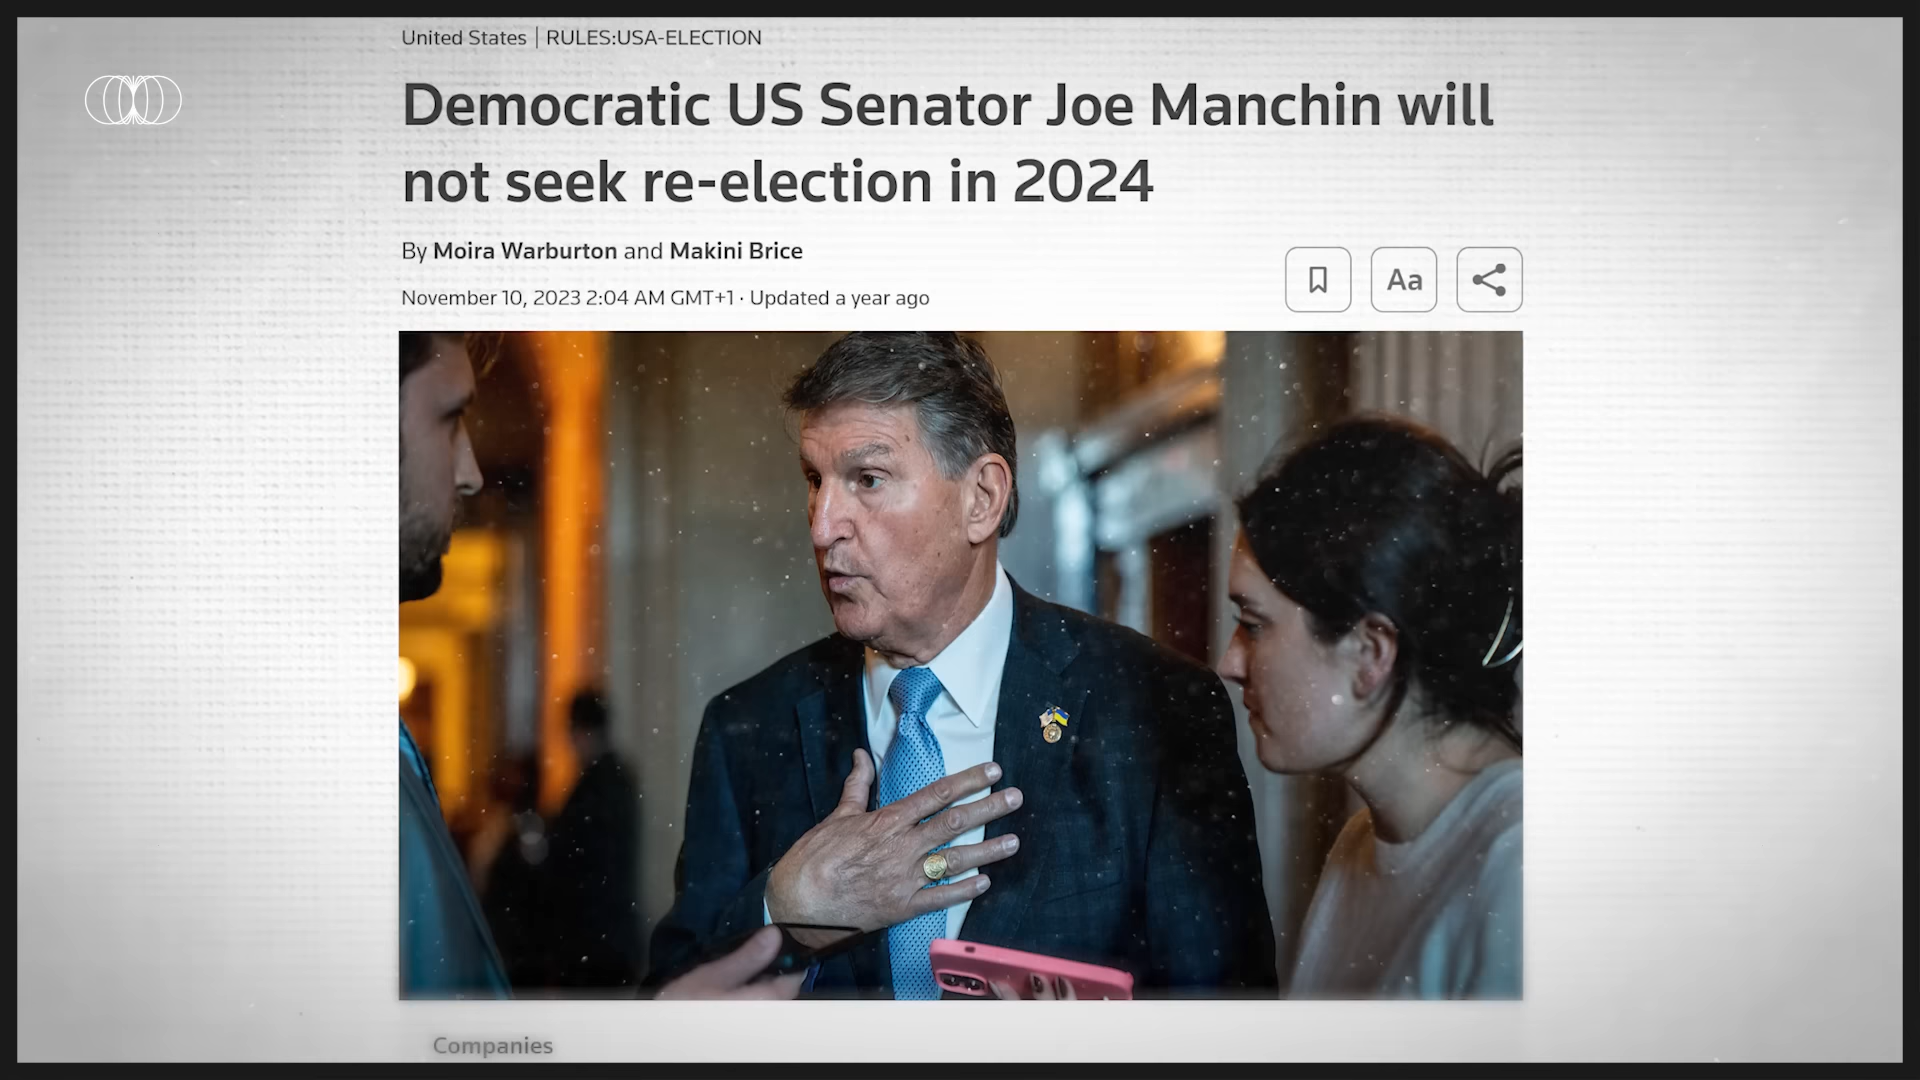 United States | RULES:USA-ELECTION
Democratic US Senator Joe Manchin will
not seek re-election in 2024
By Moira Warburton and Makini Brice
November 10, 2023 2:04 AM GMT+1 · Updated a year ago
Aa
Companies